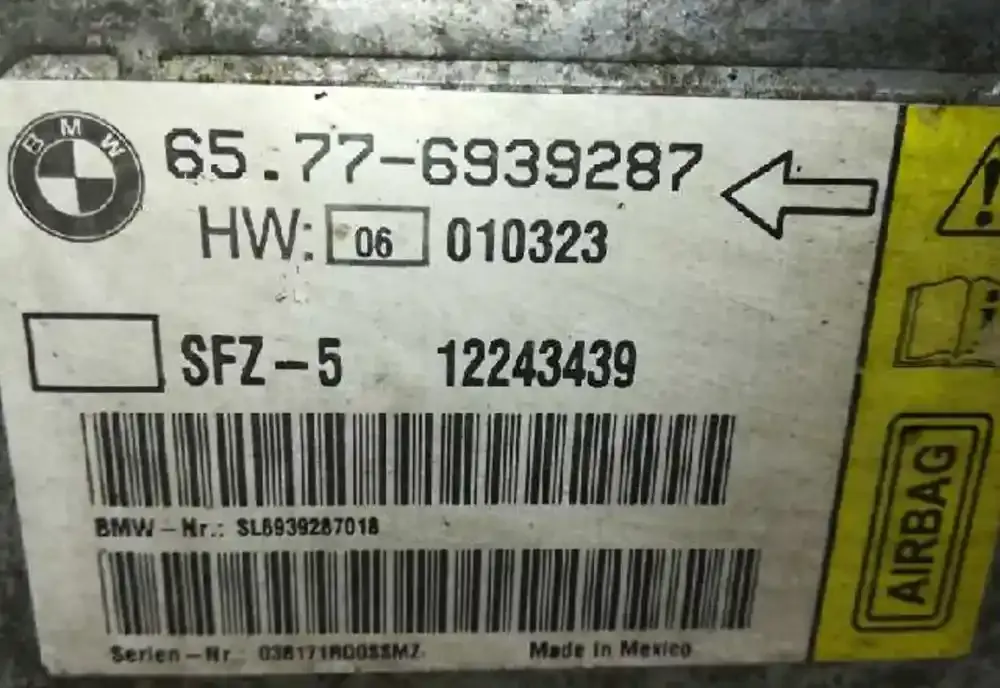 BMW
65.77-6939287
HW: 06 010323
SFZ-5 12243439
BMW-Nr.: SL6939287018
Serien-Nr
Made in Mexico
AIRBAG